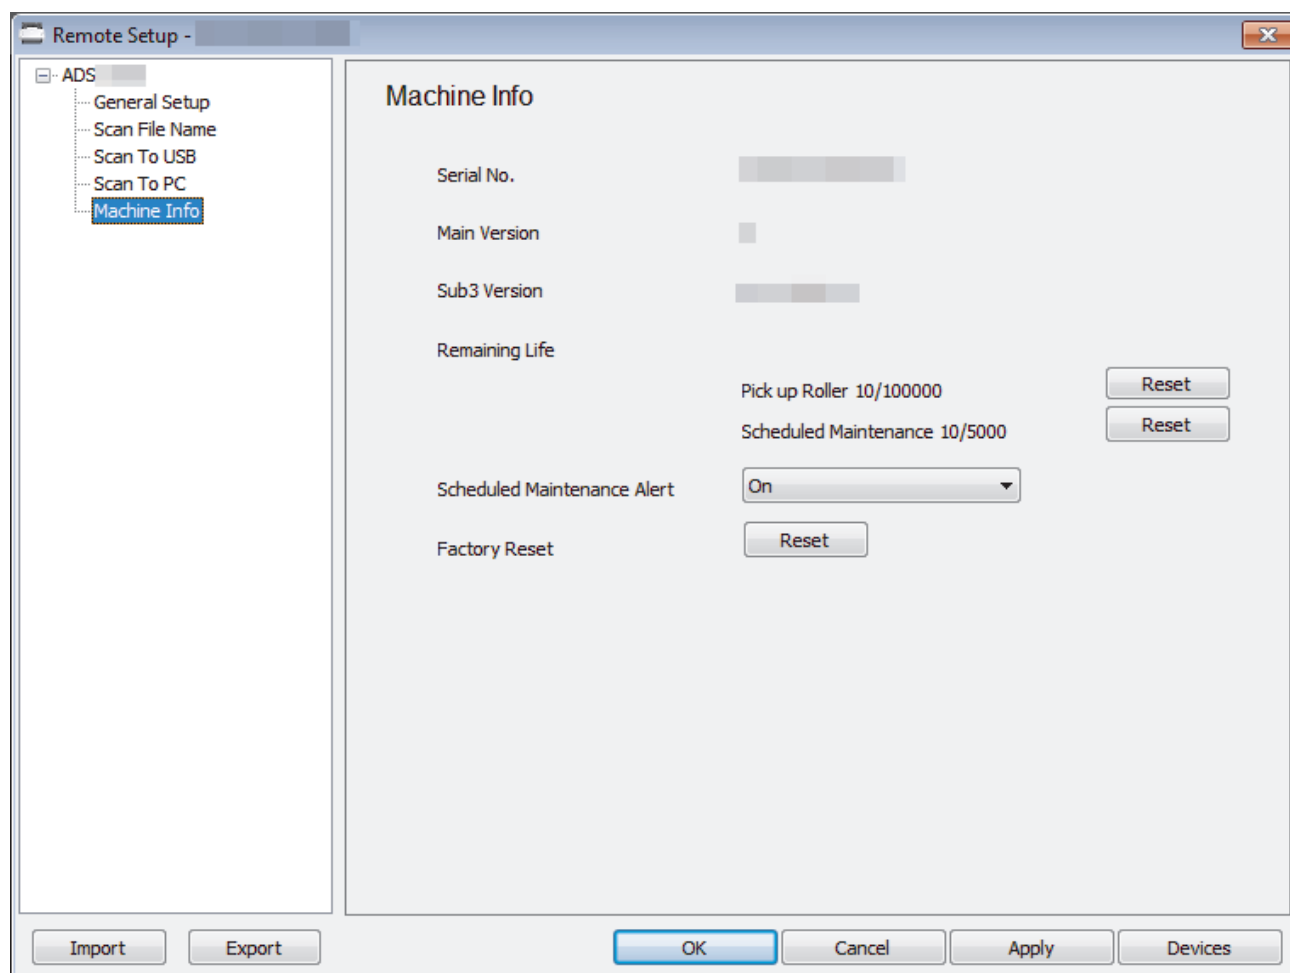 Remote Setup -
ADS
General Setup
Scan File Name
Scan To USB
Scan To PC
Machine Info
Machine Info
Serial No.
Main Version
Sub3 Version
Remaining Life
Pick up Roller 10/100000 Reset
Scheduled Maintenance 10/5000 Reset
Scheduled Maintenance Alert On
Factory Reset Reset
Import Export OK Cancel Apply Devices